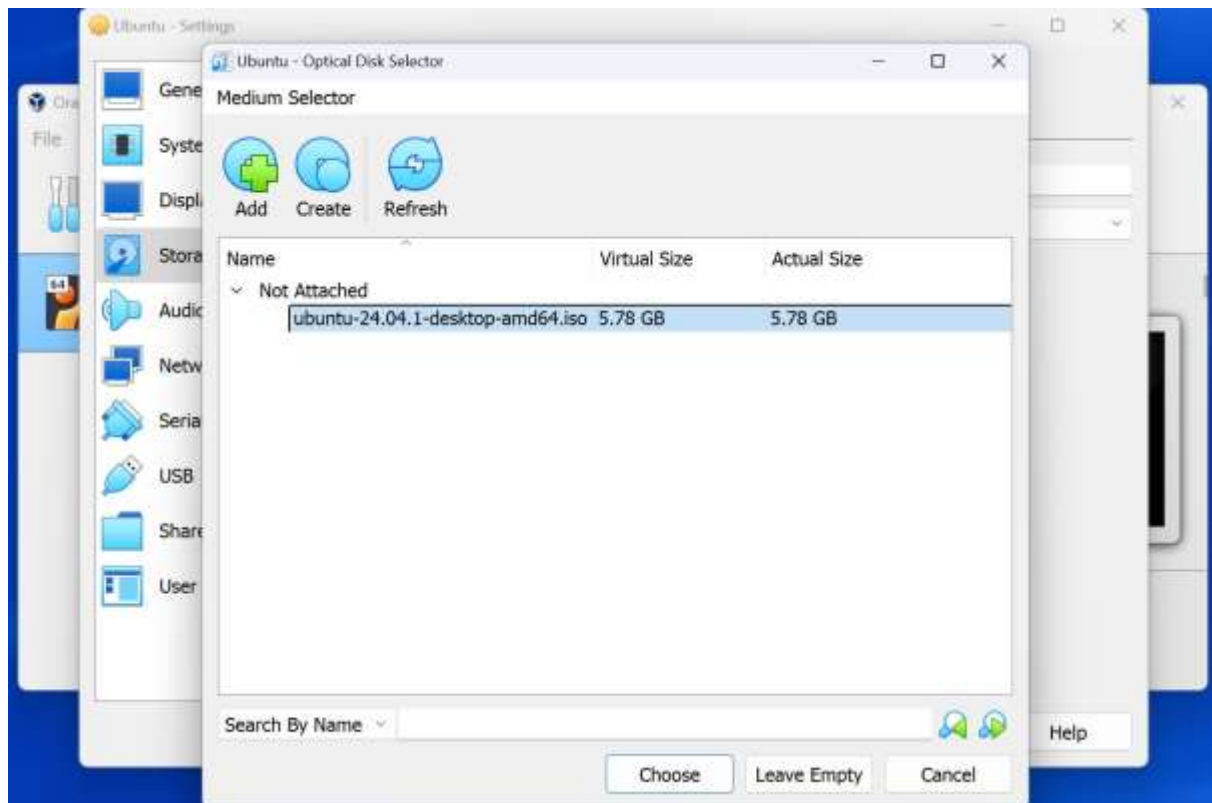 Ubuntu - Settings
Ubuntu - Optical Disk Selector
Medium Selector
Ora
File
Gene
Syste
Displ
Stora
Audio
Netw
Seria
USB
Share
User
64
Add Create Refresh
Name Virtual Size Actual Size
Not Attached
ubuntu-24.04.1-desktop-amd64.iso 5.78 GB 5.78 GB
Search By Name
Help
Choose Leave Empty Cancel